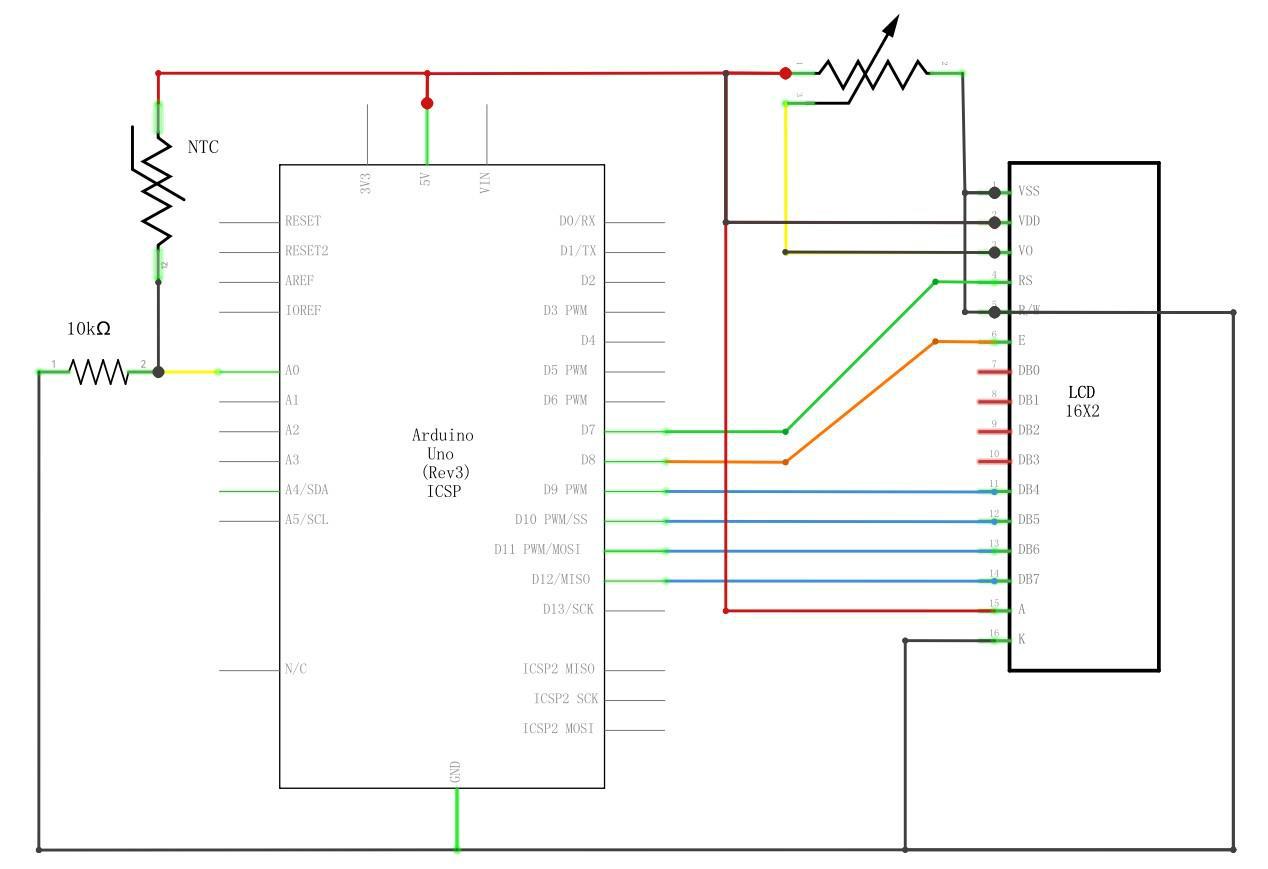 1
2
3
NTC
12
10kΩ
1
2
3V3
5V
VIN
RESET
RESET2
AREF
IOREF
A0
A1
A2
A3
A4/SDA
A5/SCL
N/C
Arduino
Uno
(Rev3)
ICSP
D0/RX
D1/TX
D2
D3 PWM
D4
D5 PWM
D6 PWM
D7
D8
D9 PWM
D10 PWM/SS
D11 PWM/MOSI
D12/MISO
D13/SCK
ICSP2 MISO
ICSP2 SCK
ICSP2 MOSI
GND
VSS
VDD
VO
4 RS
R/W
6 E
7 DB0
8 DB1
9 DB2
10 DB3
11 DB4
12 DB5
13 DB6
14 DB7
15 A
16 K
LCD
16X2